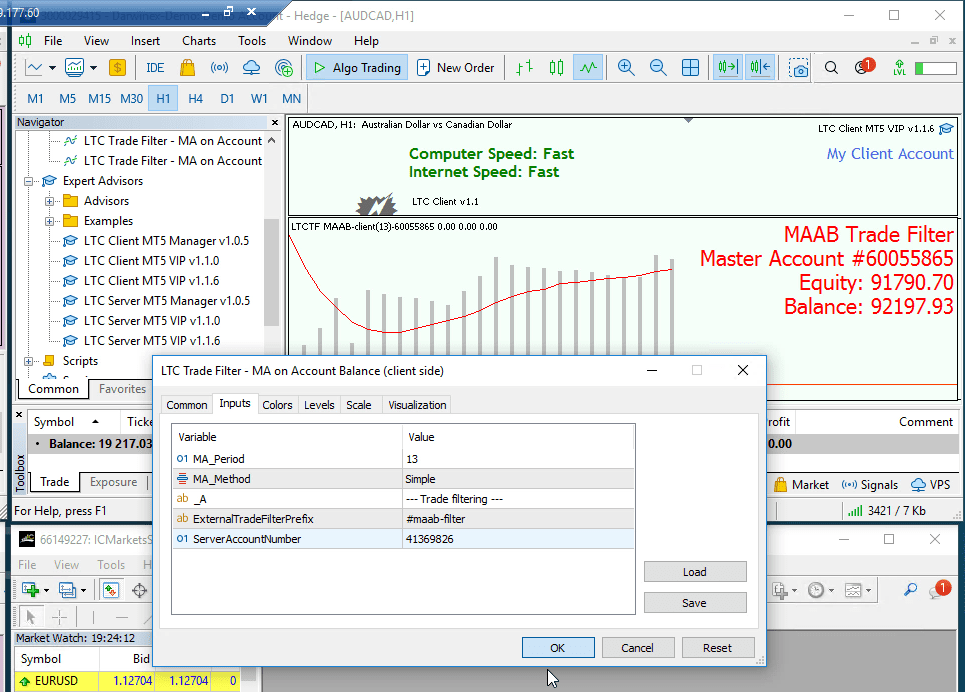 9.177.60
Account - Hedge - [AUDCAD,H1]
File View Insert Charts Tools Window Help
IDE Algo Trading New Order 1 LVL
M1 M5 M15 M30 H1 H4 D1 W1 MN
Navigator
LTC Trade Filter - MA on Account
LTC Trade Filter - MA on Account
Expert Advisors
Advisors
Examples
LTC Client MT5 Manager v1.0.5
LTC Client MT5 VIP v1.1.0
LTC Client MT5 VIP v1.1.6
LTC Server MT5 Manager v1.0.5
LTC Server MT5 VIP v1.1.0
LTC Server MT5 VIP v1.1.6
Scripts
Common Favorites
AUDCAD, H1: Australian Dollar vs Canadian Dollar
LTC Client MT5 VIP v1.1.6
My Client Account
Computer Speed: Fast
Internet Speed: Fast
LTC Client v1.1
LTCTF MAAB-client(13)-60055865 0.00 0.00 0.00
MAAB Trade Filter
Master Account #60055865
Equity: 91790.70
Balance: 92197.93
Symbol Ticke rofit Comment
Balance: 19 217.03 0.00
Toolbox
Trade Exposure Market Signals VPS
For Help, press F1 3421 / 7 Kb
LTC Trade Filter - MA on Account Balance (client side)
Common Inputs Colors Levels Scale Visualization
Variable Value
01 MA_Period 13
MA_Method Simple
ab _A --- Trade filtering ---
ab ExternalTradeFilterPrefix #maab-filter
01 ServerAccountNumber 41369826
Load
Save
OK Cancel Reset
66149227: ICMarketsS
File View Tools H
1
Market Watch: 19:24:12
Symbol Bid
EURUSD 1.12704 1.12704 0